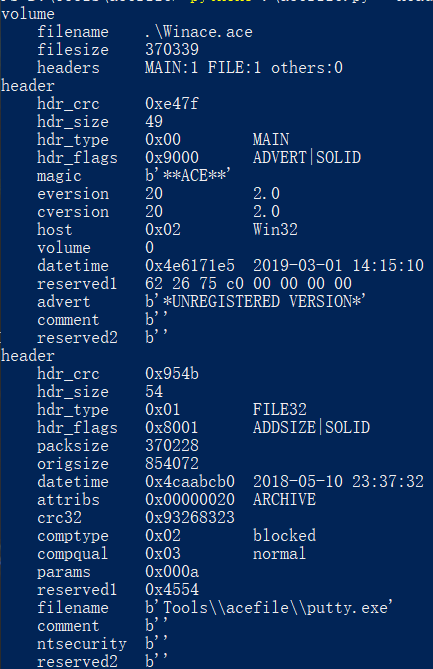 volume
filename .\Winace.ace
filesize 370339
headers MAIN:1 FILE:1 others:0
header
hdr_crc 0xe47f
hdr_size 49
hdr_type 0x00 MAIN
hdr_flags 0x9000 ADVERT|SOLID
magic b'**ACE**'
eversion 20 2.0
cversion 20 2.0
host 0x02 Win32
volume 0
datetime 0x4e6171e5 2019-03-01 14:15:10
reserved1 62 26 75 c0 00 00 00 00
advert b'*UNREGISTERED VERSION*'
comment b''
reserved2 b''
header
hdr_crc 0x954b
hdr_size 54
hdr_type 0x01 FILE32
hdr_flags 0x8001 ADDSIZE|SOLID
packsize 370228
origsize 854072
datetime 0x4caabcb0 2018-05-10 23:37:32
attribs 0x00000020 ARCHIVE
crc32 0x93268323
comptype 0x02 blocked
compqual 0x03 normal
params 0x000a
reserved1 0x4554
filename b'Tools\\acefile\\putty.exe'
comment b''
ntsecurity b''
reserved2 b''